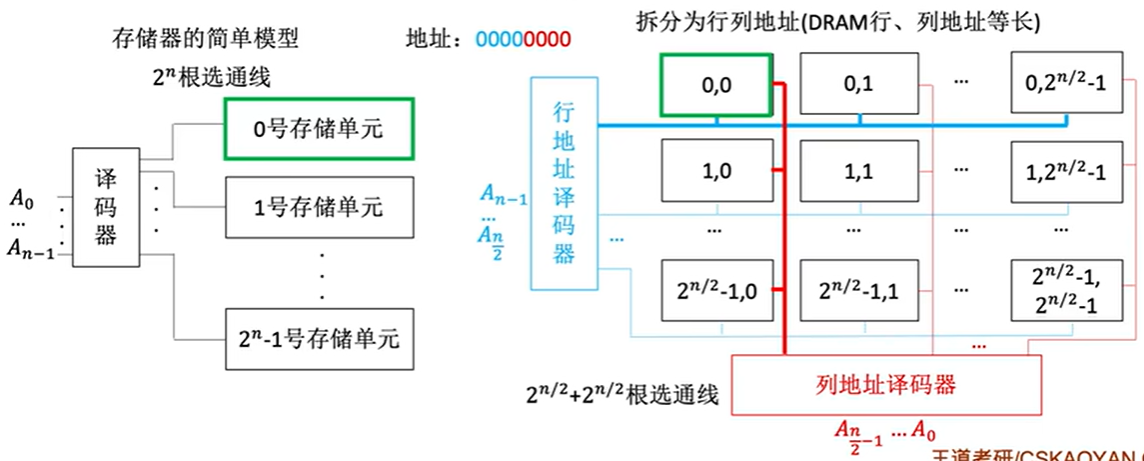 存储器的简单模型
2^n根选通线
地址：00000000
拆分为行列地址(DRAM行、列地址等长)
译码器
A_0
...
A_{n-1}
0号存储单元
1号存储单元
2^n-1号存储单元
行地址译码器
A_{n-1}
...
A_{n/2}
0,0
0,1
...
0,2^{n/2}-1
1,0
1,1
...
1,2^{n/2}-1
...
...
...
...
...
2^{n/2}-1,0
2^{n/2}-1,1
...
2^{n/2}-1,
2^{n/2}-1
...
2^{n/2}+2^{n/2}根选通线
列地址译码器
A_{n/2-1} ... A_0
王道考研/CSKAOYAN.